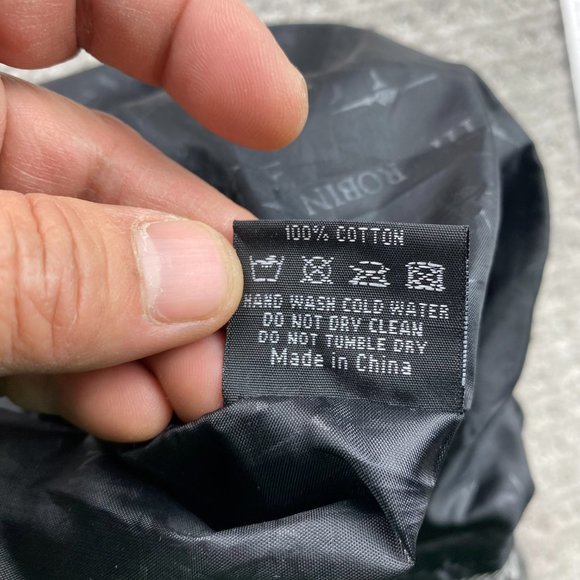 ROBIN
100% COTTON
HAND WASH COLD WATER
DO NOT DRY CLEAN
DO NOT TUMBLE DRY
Made in China